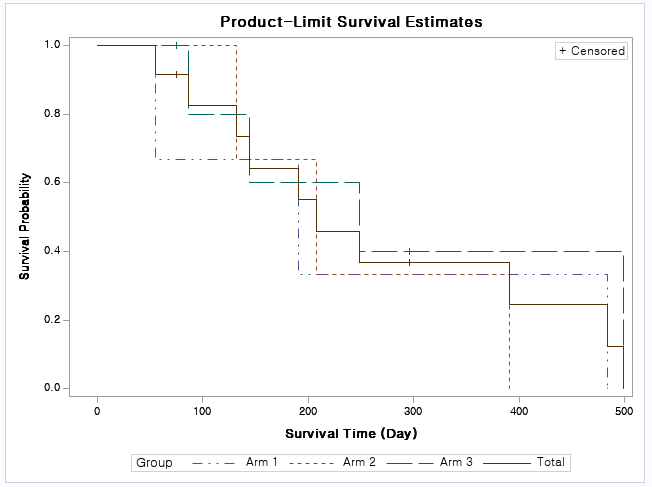 Product-Limit Survival Estimates
+ Censored
1.0
0.8
0.6
0.4
0.2
0.0
Survival Probability
0 100 200 300 400 500
Survival Time (Day)
Group Arm 1 Arm 2 Arm 3 Total